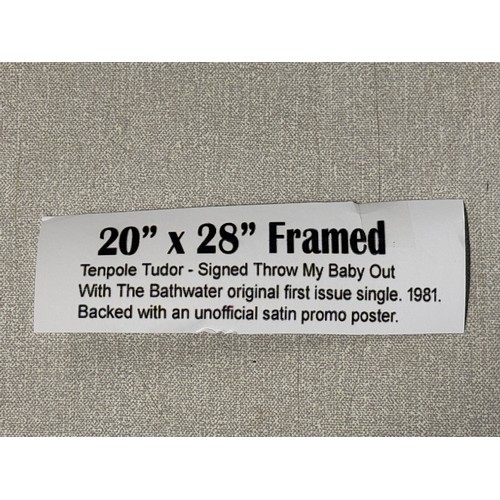 20” x 28” Framed
Tenpole Tudor - Signed Throw My Baby Out
With The Bathwater original first issue single. 1981.
Backed with an unofficial satin promo poster.